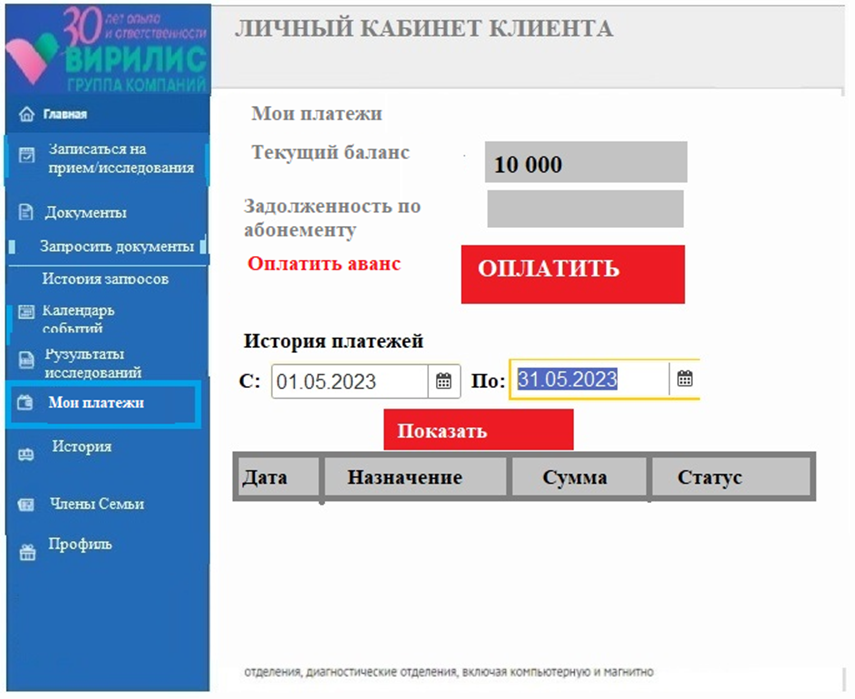 30 лет опыта
и ответственности
ВИРИЛИС
ГРУППА КОМПАНИЙ
ЛИЧНЫЙ КАБИНЕТ КЛИЕНТА
Главная
Записаться на
прием/исследования
Документы
Запросить документы
История запросов
Календарь
событий
Рузультаты
исследований
Мои платежи
История
Члены Семьи
Профиль
Мои платежи
Текущий баланс
10 000
Задолженность по
абонементу
Оплатить аванс
ОПЛАТИТЬ
История платежей
С: 01.05.2023 По: 31.05.2023
Показать
Дата Назначение Сумма Статус
отделения, диагностические отделения, включая компьютерную и магнитно